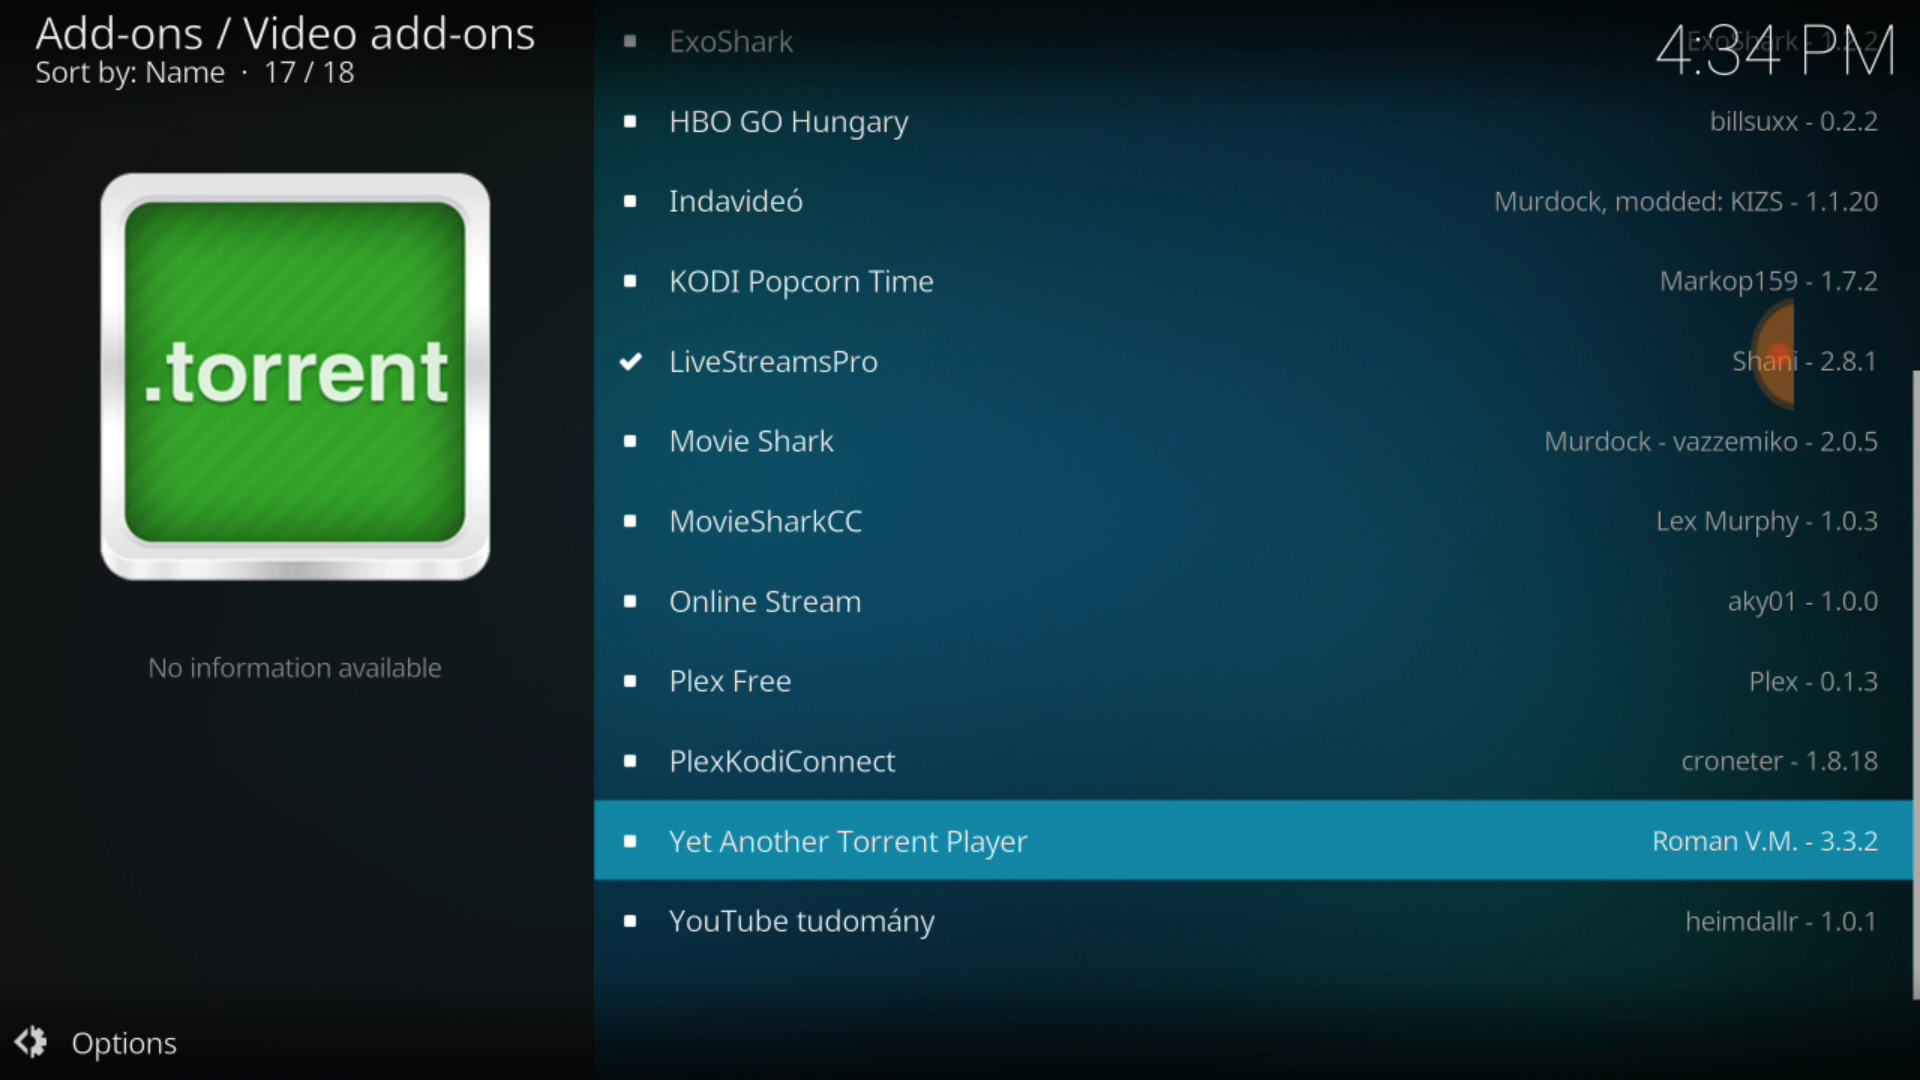 Add-ons / Video add-ons
Sort by: Name · 17 / 18
4:34 PM
.torrent
No information available
ExoShark
ExoShark - 1.2.2
HBO GO Hungary
billsuxx - 0.2.2
Indavideó
Murdock, modded: KIZS - 1.1.20
KODI Popcorn Time
Markop159 - 1.7.2
LiveStreamsPro
Shani - 2.8.1
Movie Shark
Murdock - vazzemiko - 2.0.5
MovieSharkCC
Lex Murphy - 1.0.3
Online Stream
aky01 - 1.0.0
Plex Free
Plex - 0.1.3
PlexKodiConnect
croneter - 1.8.18
Yet Another Torrent Player
Roman V.M. - 3.3.2
YouTube tudomány
heimdallr - 1.0.1
Options